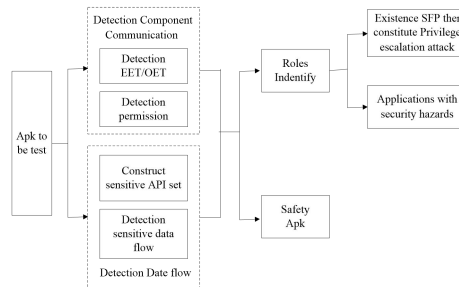 Detection Component
Communication
Detection
EET/OET
Detection
permission
Apk to
be test
Construct
sensitive API set
Detection
sensitive data
flow
Detection Date flow
Roles
Indentify
Safety
Apk
Existence SFP then
constitute Privilege
escalation attack
Applications with
security hazards